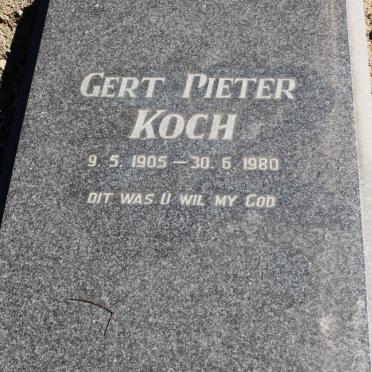 GERT PIETER
KOCH
9. 5. 1905 — 30. 6. 1980
DIT WAS U WIL MY GOD